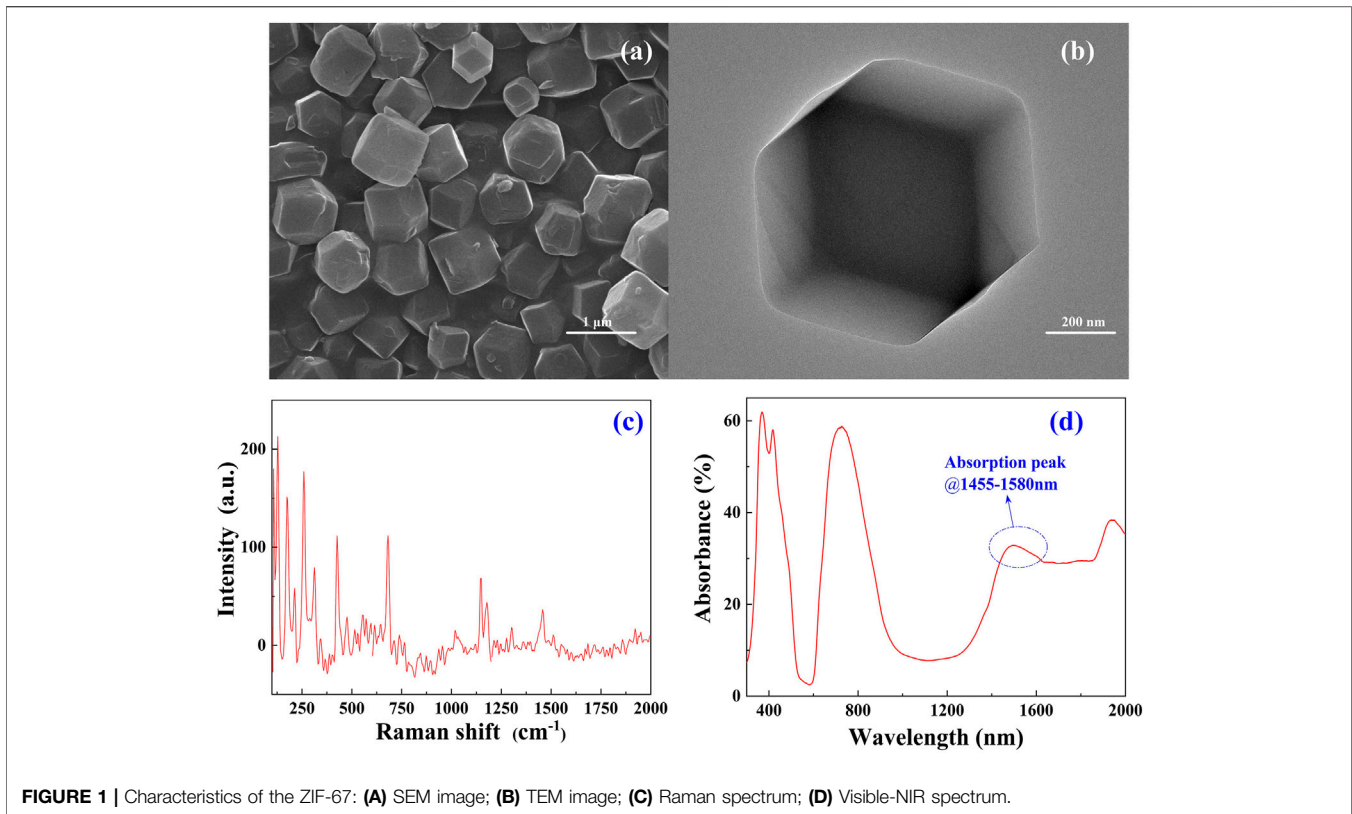 (a)
1 µm
(b)
200 nm
(c)
Intensity (a.u.)
200
100
0
250 500 750 1000 1250 1500 1750 2000
Raman shift (cm⁻¹)
(d)
Absorption peak
@1455-1580nm
Absorbance (%)
60
40
20
0
400 800 1200 1600 2000
Wavelength (nm)
FIGURE 1 | Characteristics of the ZIF-67: (A) SEM image; (B) TEM image; (C) Raman spectrum; (D) Visible-NIR spectrum.